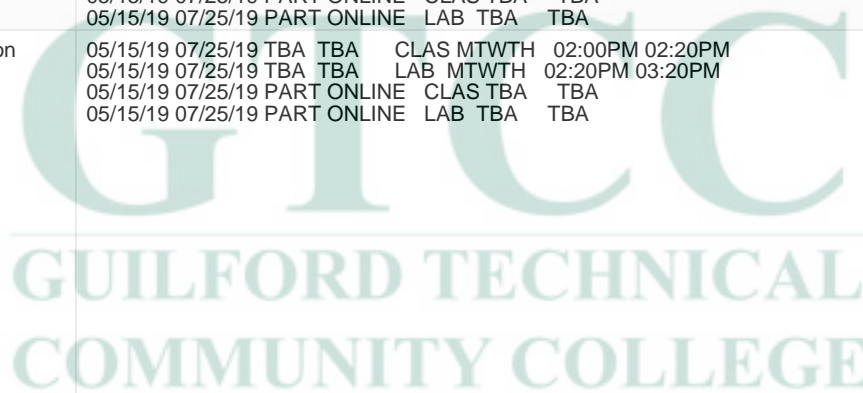 05/15/19 07/25/19 PART ONLINE LAB TBA TBA
on 05/15/19 07/25/19 TBA TBA CLAS MTWTH 02:00PM 02:20PM
05/15/19 07/25/19 TBA TBA LAB MTWTH 02:20PM 03:20PM
05/15/19 07/25/19 PART ONLINE CLAS TBA TBA
05/15/19 07/25/19 PART ONLINE LAB TBA TBA
GTCC
GUILFORD TECHNICAL
COMMUNITY COLLEGE